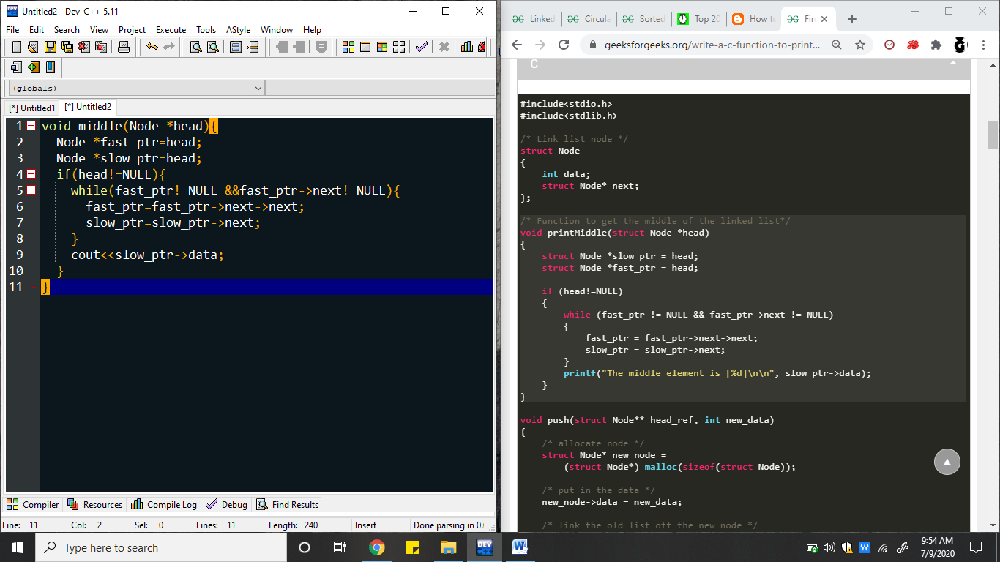 Untitled2 - Dev-C++ 5.11
File Edit Search View Project Execute Tools AStyle Window Help
(globals)
[*] Untitled1 [*] Untitled2
1 void middle(Node *head){
2 Node *fast_ptr=head;
3 Node *slow_ptr=head;
4 if(head!=NULL){
5 while(fast_ptr!=NULL &&fast_ptr->next!=NULL){
6 fast_ptr=fast_ptr->next->next;
7 slow_ptr=slow_ptr->next;
8 }
9 cout<<slow_ptr->data;
10 }
11 }
Compiler Resources Compile Log Debug Find Results
Line: 11 Col: 2 Sel: 0 Lines: 11 Length: 240 Insert Done parsing in 0.
Linked Circula Sorted Top 20 How to Fin
geeksforgeeks.org/write-a-c-function-to-print...
C
#include<stdio.h>
#include<stdlib.h>
/* Link list node */
struct Node
{
int data;
struct Node* next;
};
/* Function to get the middle of the linked list*/
void printMiddle(struct Node *head)
{
struct Node *slow_ptr = head;
struct Node *fast_ptr = head;
if (head!=NULL)
{
while (fast_ptr != NULL && fast_ptr->next != NULL)
{
fast_ptr = fast_ptr->next->next;
slow_ptr = slow_ptr->next;
}
printf("The middle element is [%d]\n\n", slow_ptr->data);
}
}
void push(struct Node** head_ref, int new_data)
{
/* allocate node */
struct Node* new_node =
(struct Node*) malloc(sizeof(struct Node));
/* put in the data */
new_node->data = new_data;
/* link the old list off the new node */
Type here to search
DEV
9:54 AM
7/9/2020